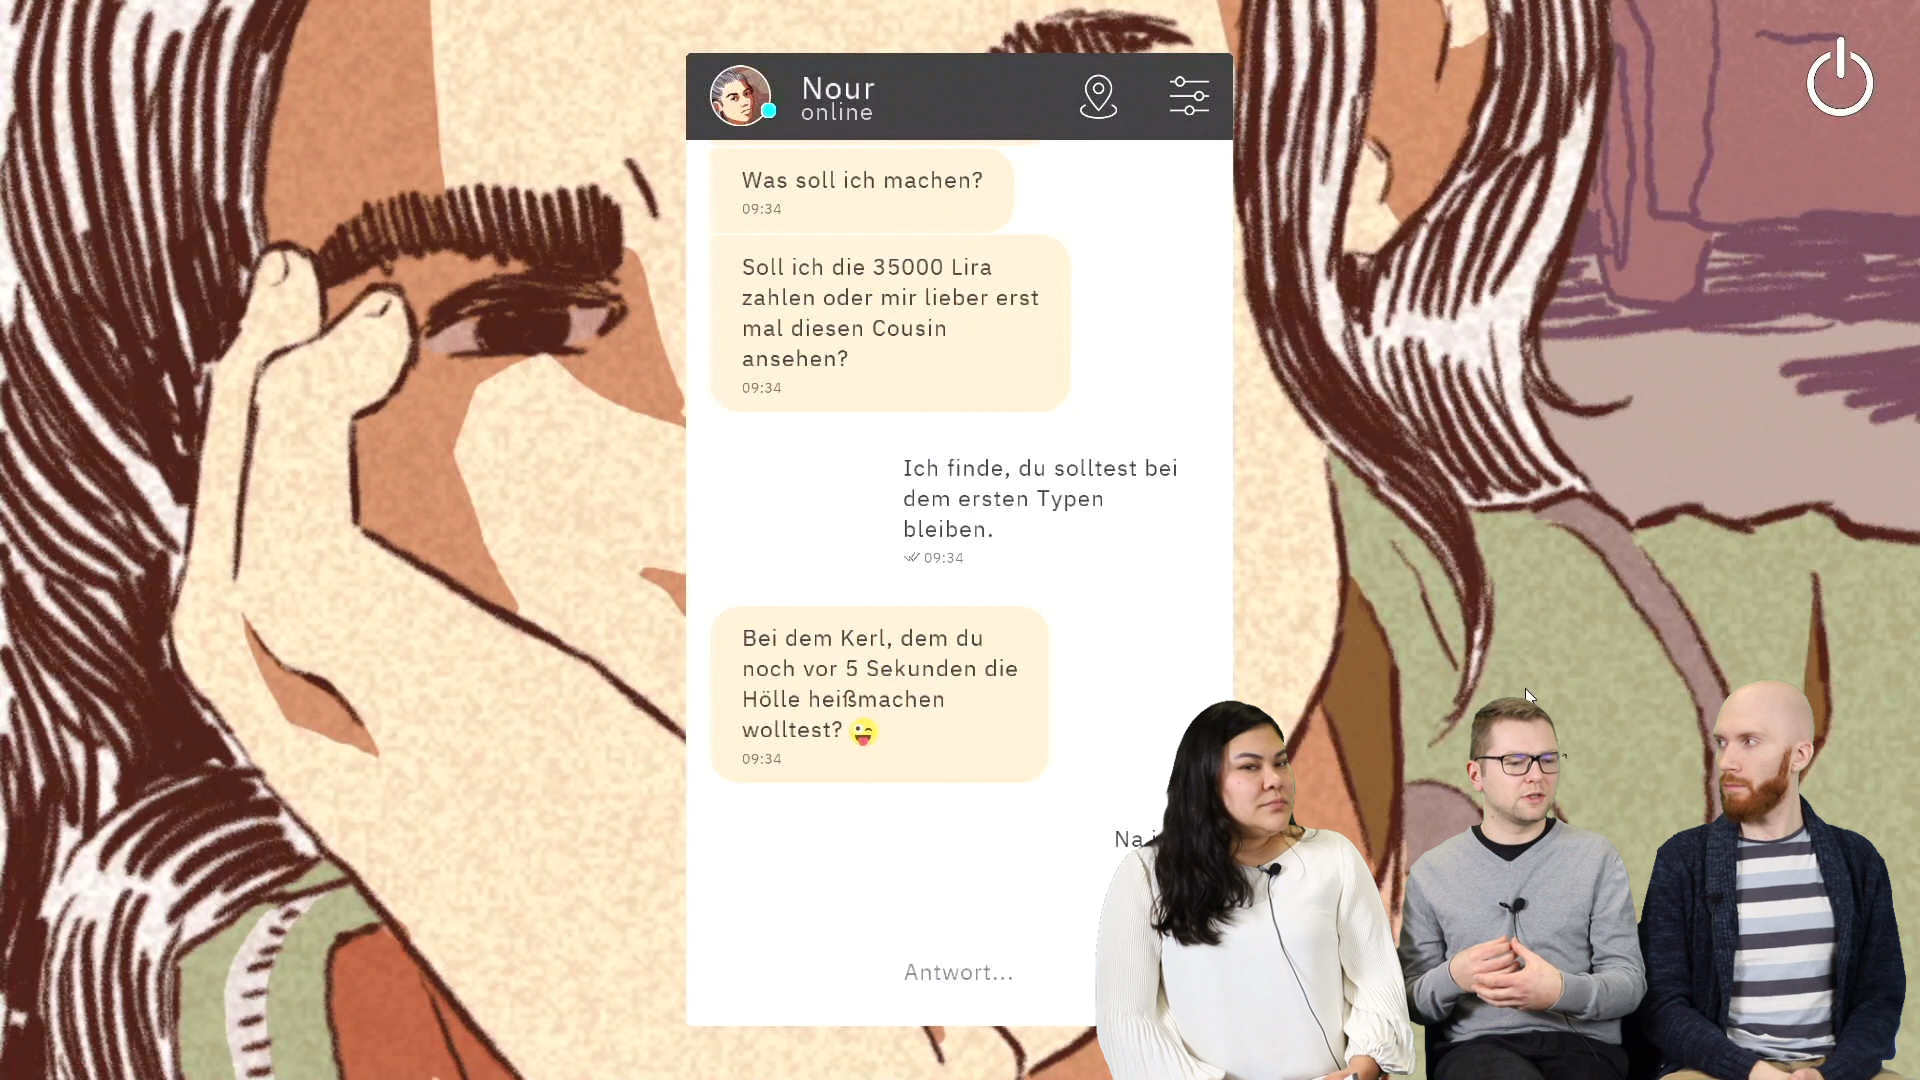 Nour
online
Was soll ich machen?
09:34
Soll ich die 35000 Lira
zahlen oder mir lieber erst
mal diesen Cousin
ansehen?
09:34
Ich finde, du solltest bei
dem ersten Typen
bleiben.
09:34
Bei dem Kerl, dem du
noch vor 5 Sekunden die
Hölle heißmachen
wolltest? 😜
09:34
Na
Antwort...